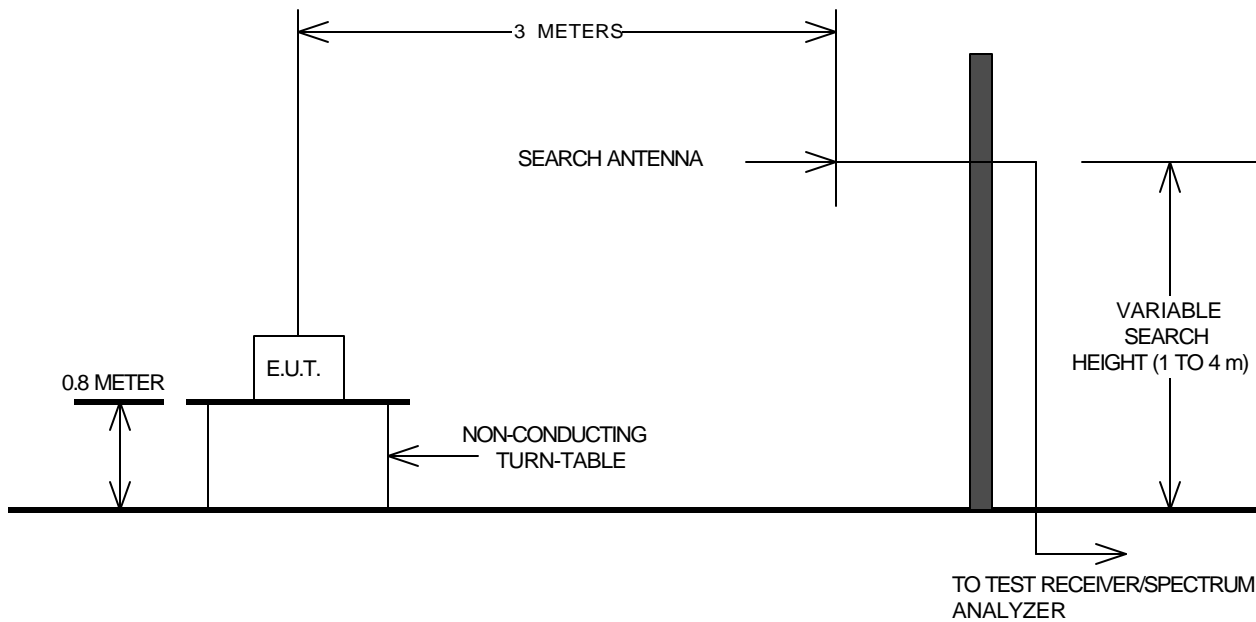 3 METERS
SEARCH ANTENNA
VARIABLE
SEARCH
HEIGHT (1 TO 4 m)
E.U.T.
0.8 METER
NON-CONDUCTING
TURN-TABLE
TO TEST RECEIVER/SPECTRUM
ANALYZER